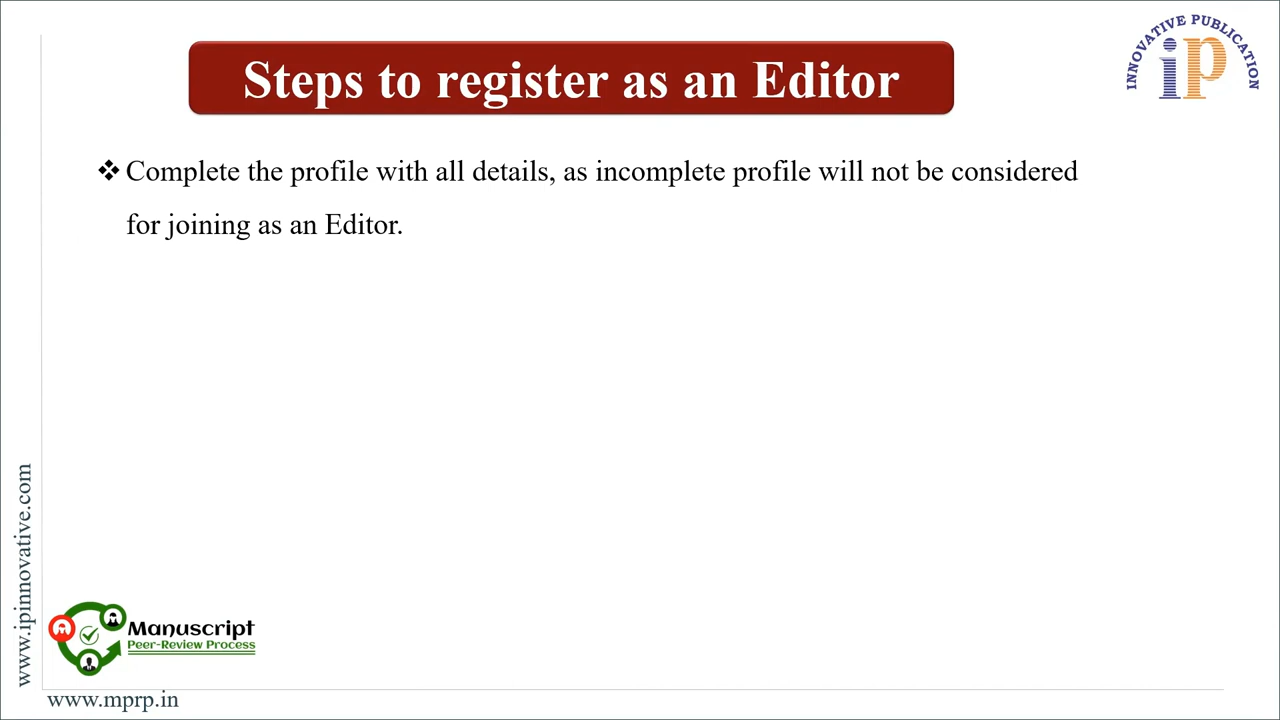 Steps to register as an Editor
INNOVATIVE PUBLICATION
iP
❖ Complete the profile with all details, as incomplete profile will not be considered
for joining as an Editor.
www.ipinnovative.com
Manuscript
Peer-Review Process
www.mprp.in